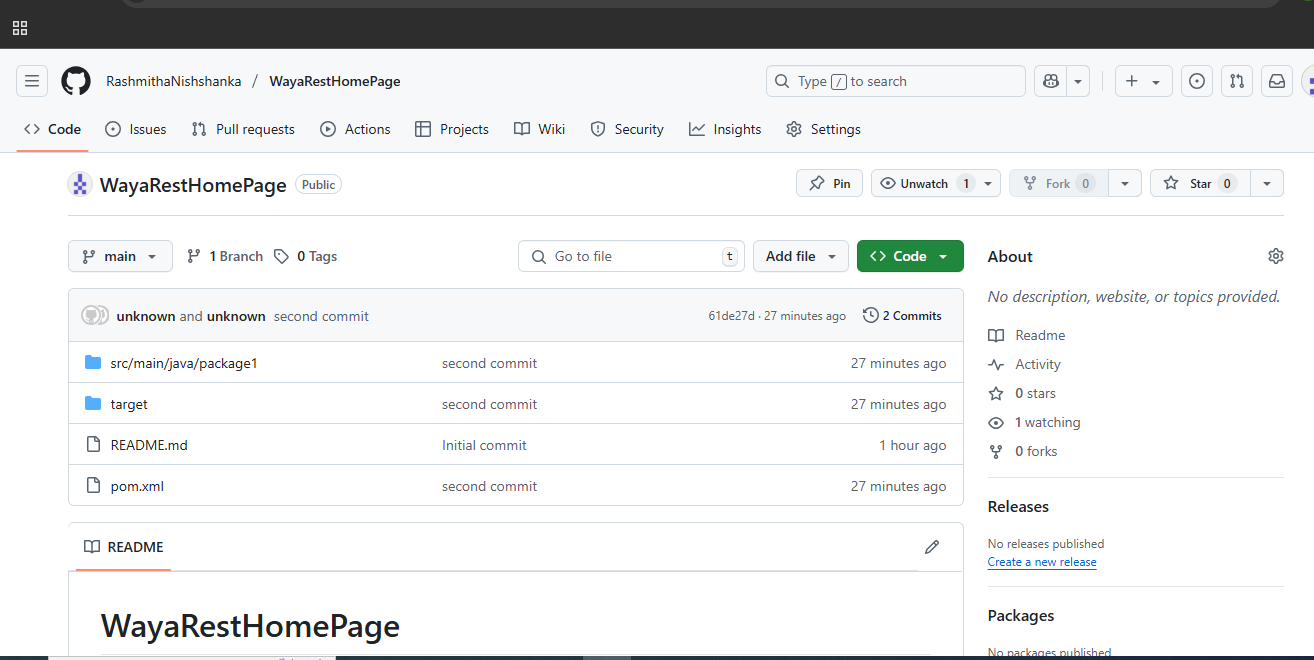 RashmithaNishshanka / WayaRestHomePage
Type / to search
Code Issues Pull requests Actions Projects Wiki Security Insights Settings
WayaRestHomePage Public
Pin Unwatch 1 Fork 0 Star 0
main 1 Branch 0 Tags
Go to file t Add file Code
unknown and unknown second commit 61de27d · 27 minutes ago 2 Commits
src/main/java/package1 second commit 27 minutes ago
target second commit 27 minutes ago
README.md Initial commit 1 hour ago
pom.xml second commit 27 minutes ago
README
WayaRestHomePage
About
No description, website, or topics provided.
Readme
Activity
0 stars
1 watching
0 forks
Releases
No releases published
Create a new release
Packages
No packages published